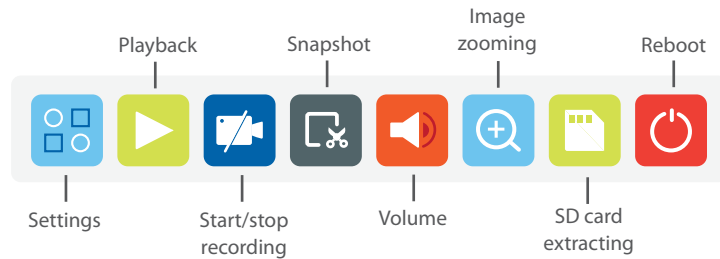 Playback
Snapshot
Image
zooming
Reboot
Settings
Start/stop
recording
Volume
SD card
extracting